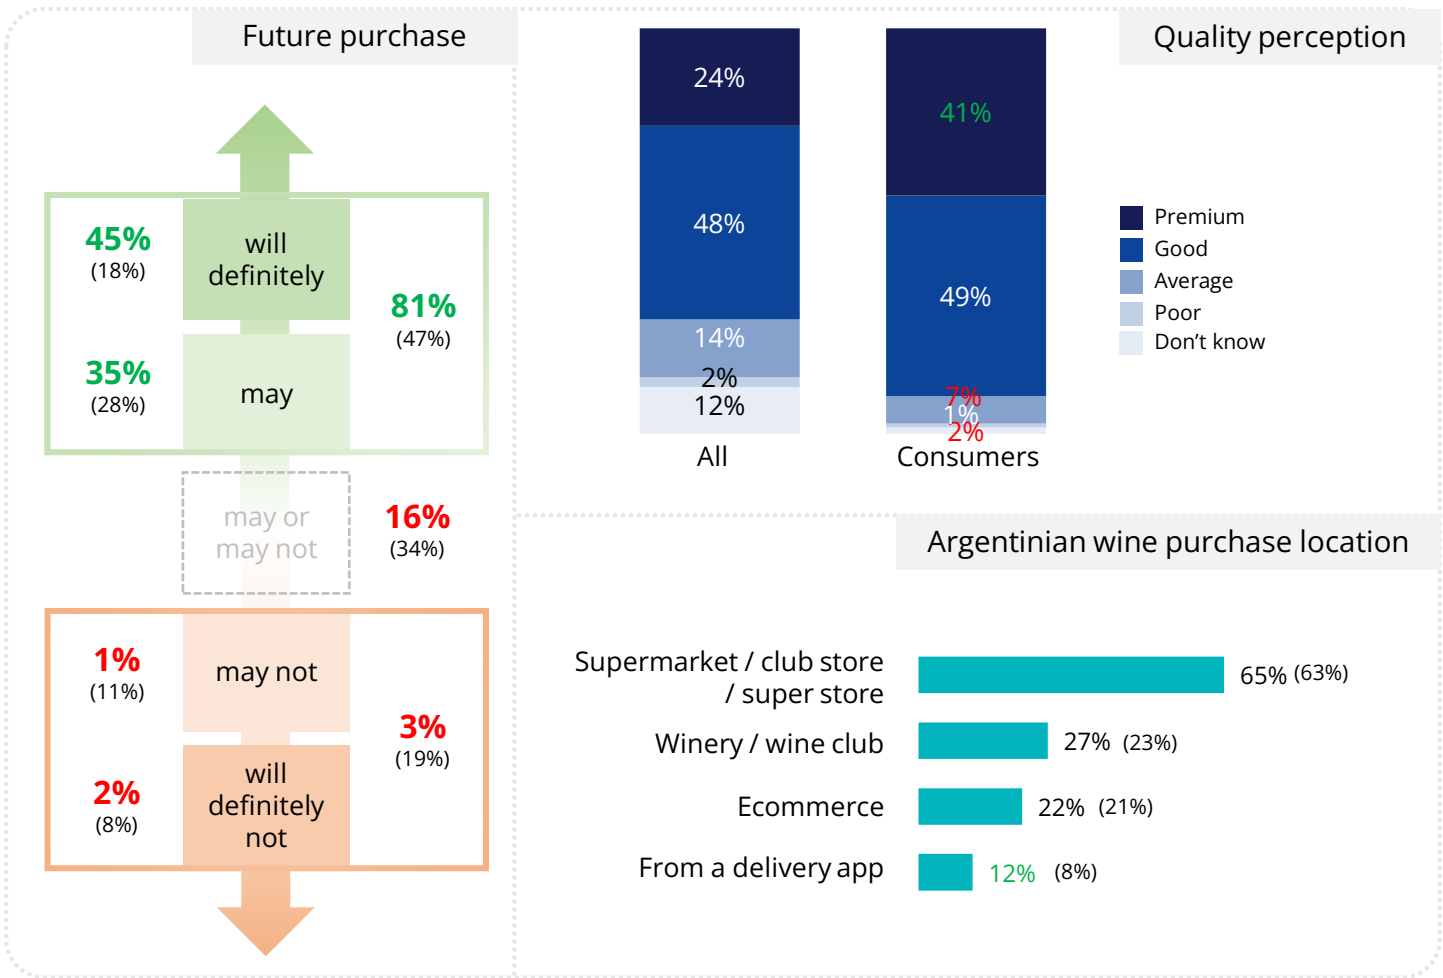 Future purchase
45%
(18%)
will
definitely
81%
(47%)
35%
(28%)
may
may or
may not
16%
(34%)
1%
(11%)
may not
3%
(19%)
2%
(8%)
will
definitely
not
Quality perception
24%
48%
14%
2%
12%
All
41%
49%
7%
1%
2%
Consumers
Premium
Good
Average
Poor
Don’t know
Argentinian wine purchase location
Supermarket / club store
/ super store
65% (63%)
Winery / wine club
27% (23%)
Ecommerce
22% (21%)
From a delivery app
12% (8%)